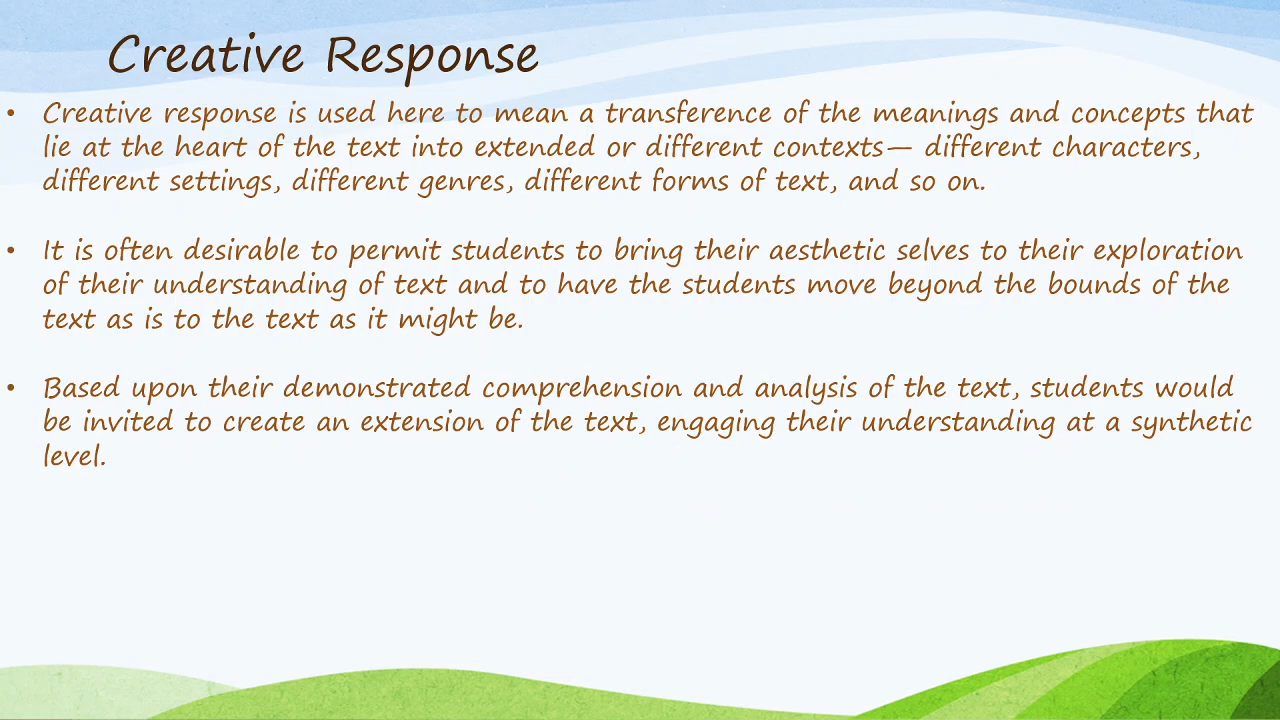 Creative Response
• Creative response is used here to mean a transference of the meanings and concepts that
lie at the heart of the text into extended or different contexts— different characters,
different settings, different genres, different forms of text, and so on.
• It is often desirable to permit students to bring their aesthetic selves to their exploration
of their understanding of text and to have the students move beyond the bounds of the
text as is to the text as it might be.
• Based upon their demonstrated comprehension and analysis of the text, students would
be invited to create an extension of the text, engaging their understanding at a synthetic
level.